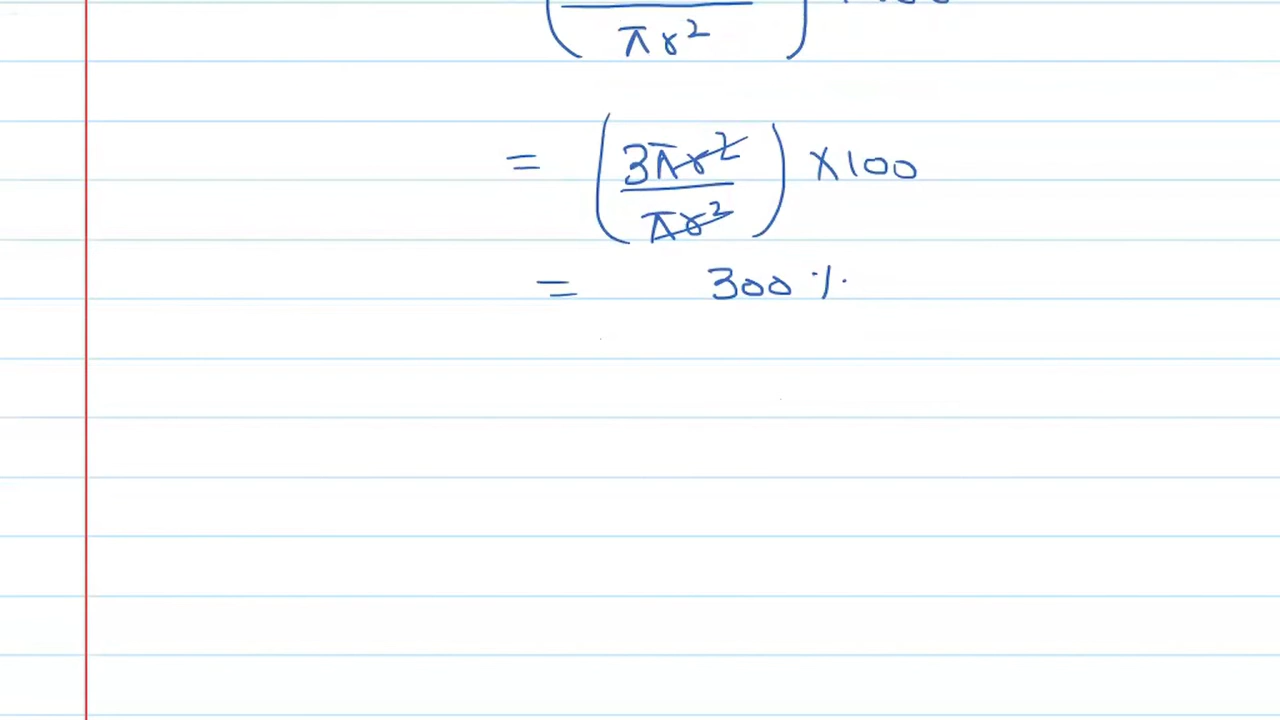 πr²
= (3πr²/πr²) ×100
= 300 %